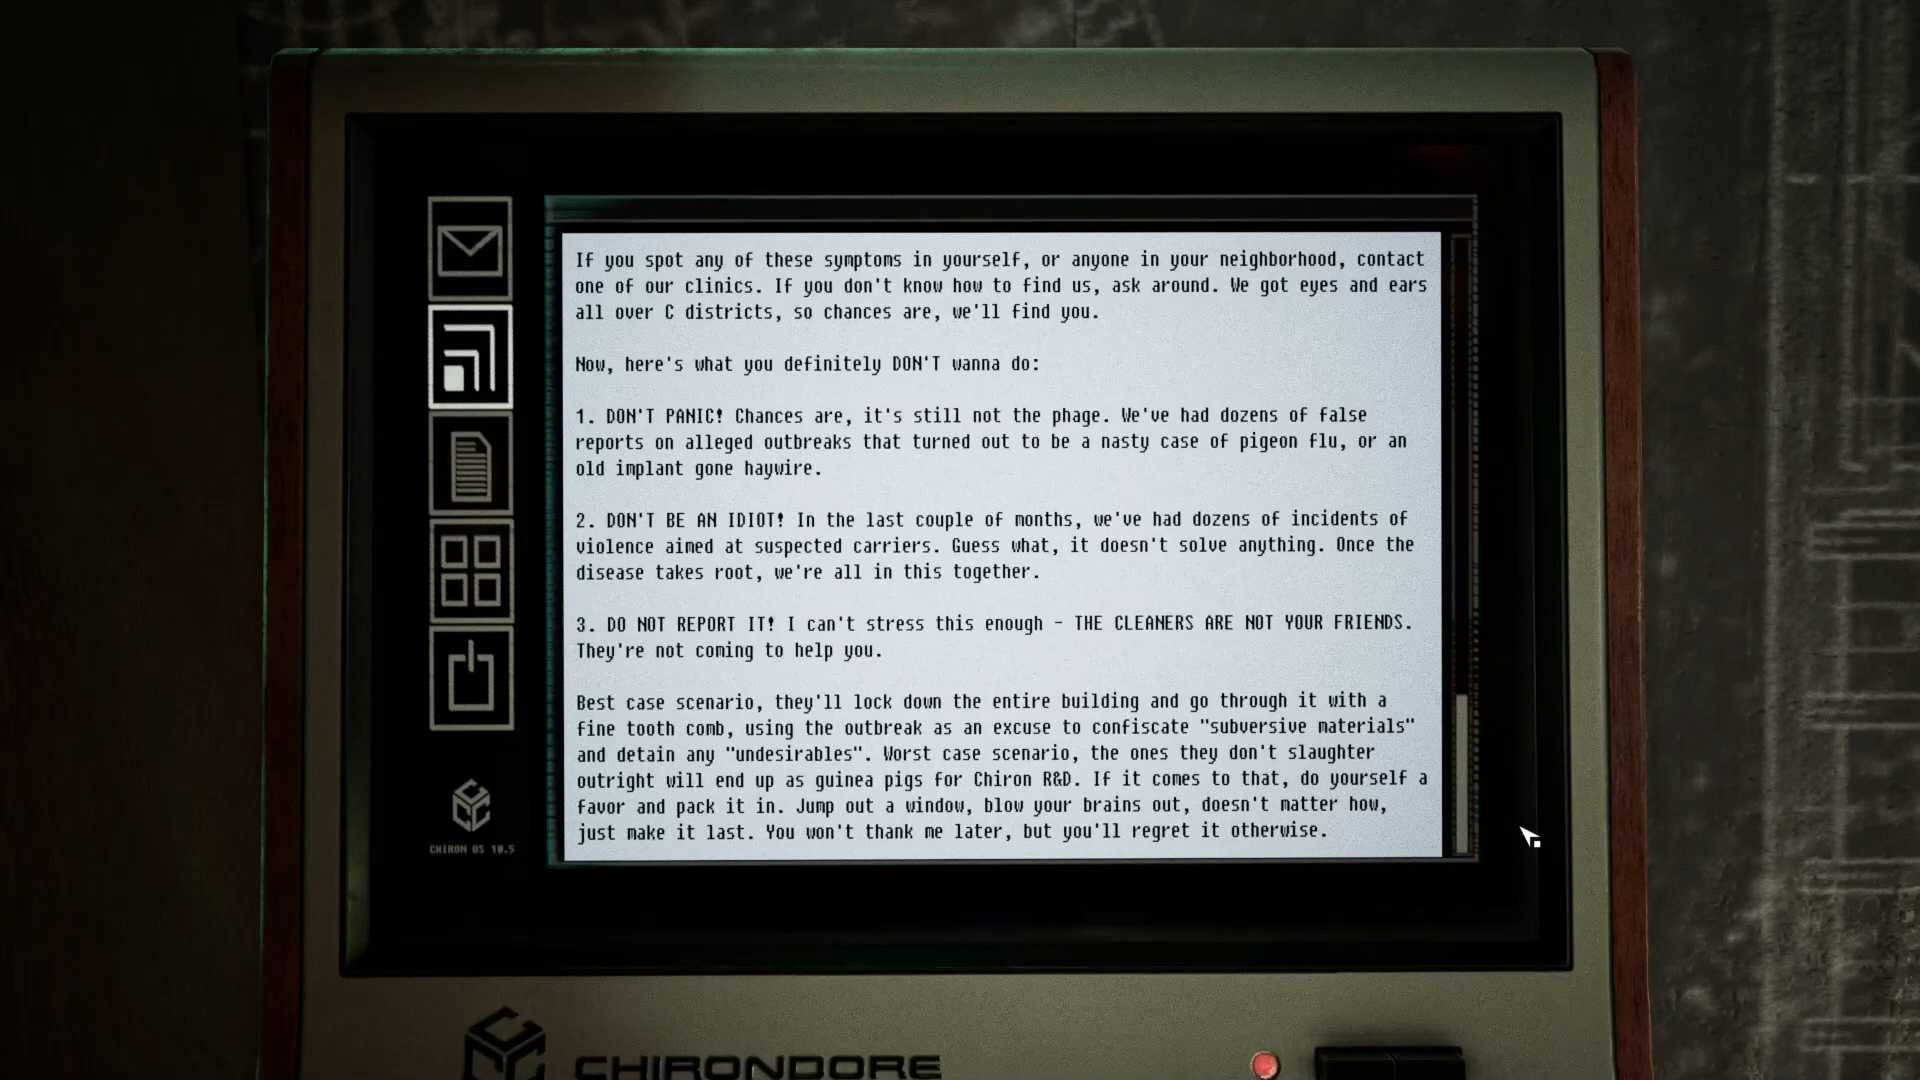 If you spot any of these symptoms in yourself, or anyone in your neighborhood, contact
one of our clinics. If you don't know how to find us, ask around. We got eyes and ears
all over C districts, so chances are, we'll find you.
Now, here's what you definitely DON'T wanna do:
1. DON'T PANIC! Chances are, it's still not the phage. We've had dozens of false
reports on alleged outbreaks that turned out to be a nasty case of pigeon flu, or an
old implant gone haywire.
2. DON'T BE AN IDIOT! In the last couple of months, we've had dozens of incidents of
violence aimed at suspected carriers. Guess what, it doesn't solve anything. Once the
disease takes root, we're all in this together.
3. DO NOT REPORT IT! I can't stress this enough - THE CLEANERS ARE NOT YOUR FRIENDS.
They're not coming to help you.
Best case scenario, they'll lock down the entire building and go through it with a
fine tooth comb, using the outbreak as an excuse to confiscate "subversive materials"
and detain any "undesirables". Worst case scenario, the ones they don't slaughter
outright will end up as guinea pigs for Chiron R&D. If it comes to that, do yourself a
favor and pack it in. Jump out a window, blow your brains out, doesn't matter how,
just make it last. You won't thank me later, but you'll regret it otherwise.
CHIRON OS 10.5
CHIRONDORE